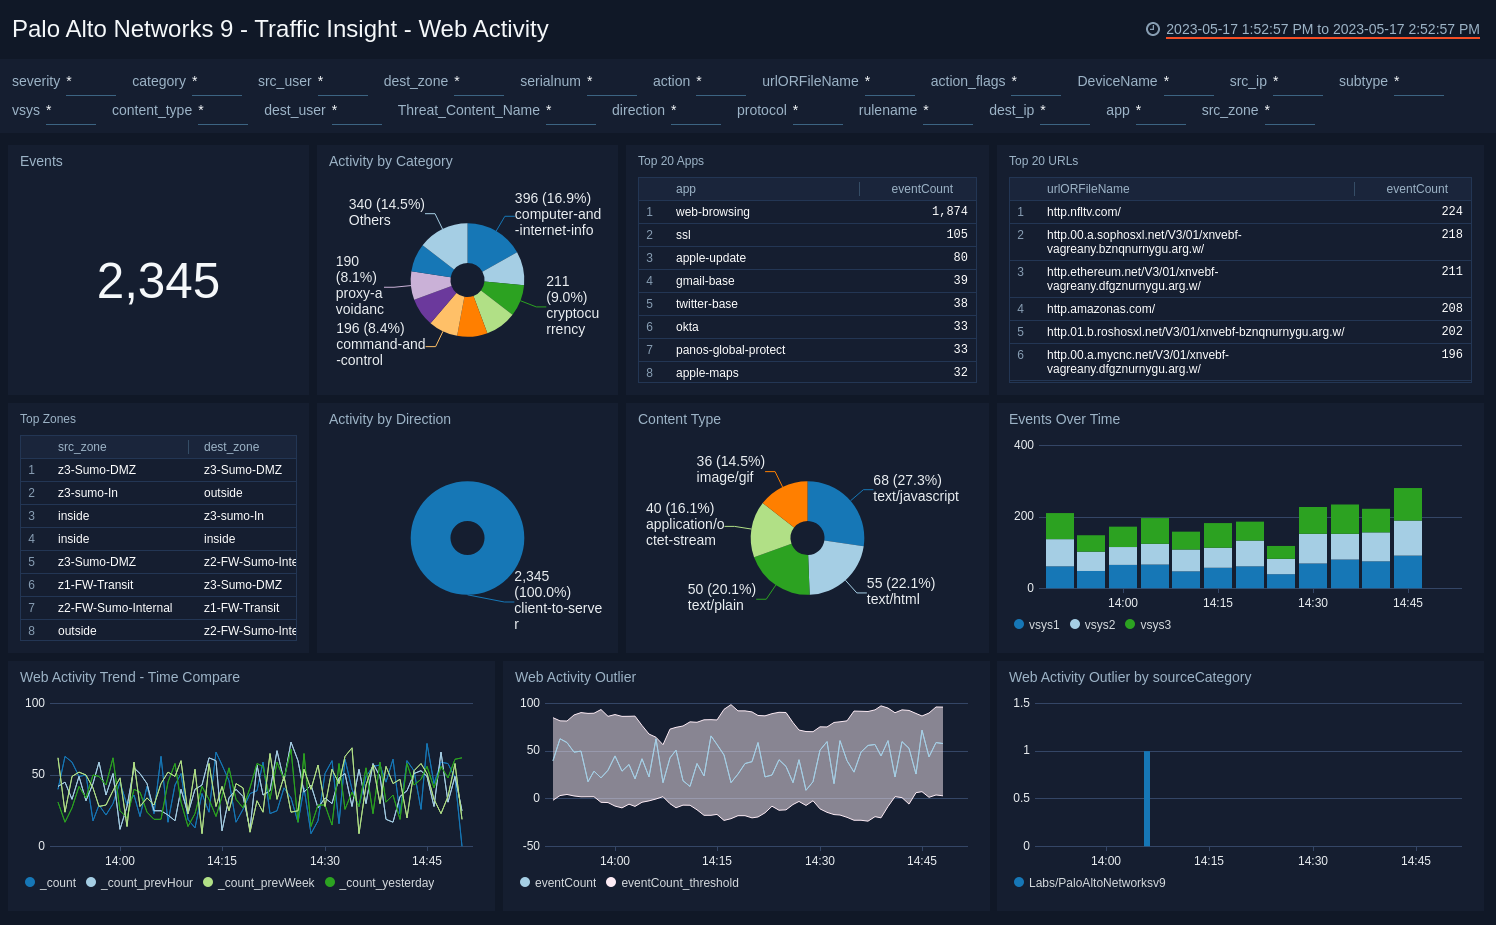 Palo Alto Networks 9 - Traffic Insight - Web Activity
2023-05-17 1:52:57 PM to 2023-05-17 2:52:57 PM
severity * category * src_user * dest_zone * serialnum * action * urlORFileName * action_flags * DeviceName * src_ip * subtype *
vsys * content_type * dest_user * Threat_Content_Name * direction * protocol * rulename * dest_ip * app * src_zone *
Events
2,345
Activity by Category
396 (16.9%)
computer-and
-internet-info
211
(9.0%)
cryptocu
rrency
196 (8.4%)
command-and
-control
190
(8.1%)
proxy-a
voidanc
340 (14.5%)
Others
Top 20 Apps
app eventCount
1 web-browsing 1,874
2 ssl 105
3 apple-update 80
4 gmail-base 39
5 twitter-base 38
6 okta 33
7 panos-global-protect 33
8 apple-maps 32
Top 20 URLs
urlORFileName eventCount
1 http.nfltv.com/ 224
2 http.00.a.sophosxl.net/V3/01/xnvebf- 218
vagreany.bznqnurnygu.arg.w/
3 http.ethereum.net/V3/01/xnvebf- 211
vagreany.dfgznurnygu.arg.w/
4 http.amazonas.com/ 208
5 http.01.b.roshosxl.net/V3/01/xnvebf-bznqnurnygu.arg.w/ 202
6 http.00.a.mycnc.net/V3/01/xnvebf- 196
vagreany.dfgznurnygu.arg.w/
Top Zones
src_zone dest_zone
1 z3-Sumo-DMZ z3-Sumo-DMZ
2 z3-sumo-In outside
3 inside z3-sumo-In
4 inside inside
5 z3-Sumo-DMZ z2-FW-Sumo-Inte
6 z1-FW-Transit z3-Sumo-DMZ
7 z2-FW-Sumo-Internal z1-FW-Transit
8 outside z2-FW-Sumo-Inte
Activity by Direction
2,345
(100.0%)
client-to-serve
r
Content Type
68 (27.3%)
text/javascript
55 (22.1%)
text/html
50 (20.1%)
text/plain
40 (16.1%)
application/o
ctet-stream
36 (14.5%)
image/gif
Events Over Time
400
200
0
14:00 14:15 14:30 14:45
vsys1 vsys2 vsys3
Web Activity Trend - Time Compare
100
50
0
14:00 14:15 14:30 14:45
_count _count_prevHour _count_prevWeek _count_yesterday
Web Activity Outlier
100
50
0
-50
14:00 14:15 14:30 14:45
eventCount eventCount_threshold
Web Activity Outlier by sourceCategory
1.5
1
0.5
0
14:00 14:15 14:30 14:45
Labs/PaloAltoNetworksv9